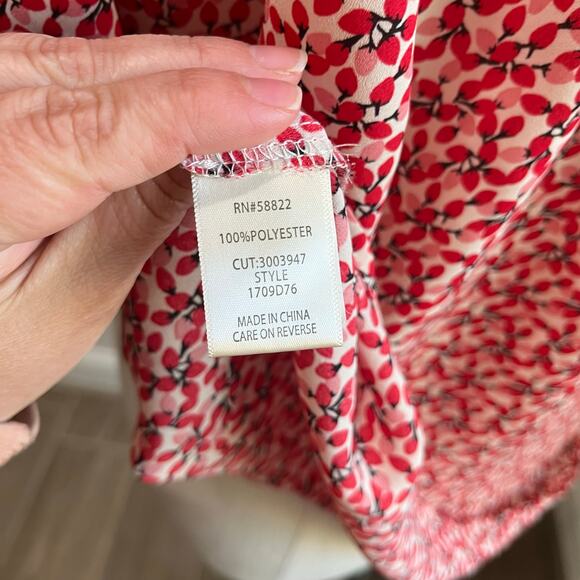 RN#58822
100%POLYESTER
CUT:3003947
STYLE
1709D76
MADE IN CHINA
CARE ON REVERSE